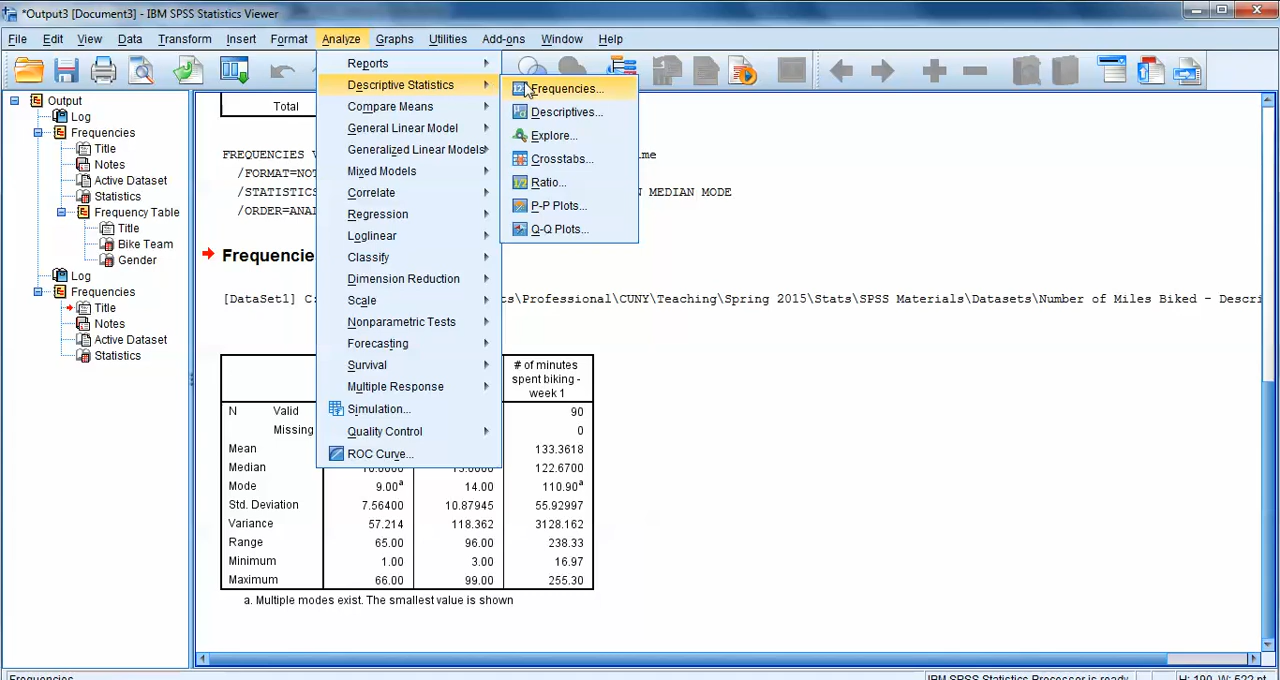 *Output3 [Document3] - IBM SPSS Statistics Viewer
File Edit View Data Transform Insert Format Analyze Graphs Utilities Add-ons Window Help
Output
Log
Frequencies
Title
Notes
Active Dataset
Statistics
Frequency Table
Title
Bike Team
Gender
Log
Frequencies
Title
Notes
Active Dataset
Statistics
Reports
Descriptive Statistics
Compare Means
General Linear Model
Generalized Linear Models
Mixed Models
Correlate
Regression
Loglinear
Classify
Dimension Reduction
Scale
Nonparametric Tests
Forecasting
Survival
Multiple Response
Simulation...
Quality Control
ROC Curve...
Frequencies...
Descriptives...
Explore...
Crosstabs...
Ratio...
P-P Plots...
Q-Q Plots...
Total
FREQUENCIES
/FORMAT=NOT
/STATISTICS MEDIAN MODE
/ORDER=ANAL
[DataSet1] C: \Professional\CUNY\Teaching\Spring 2015\Stats\SPSS Materials\Datasets\Number of Miles Biked -
# of minutes
spent biking -
week 1
N Valid 90
Missing 0
Mean 133.3618
Median 122.6700
Mode 9.00a 14.00 110.90a
Std. Deviation 7.56400 10.87945 55.92997
Variance 57.214 118.362 3128.162
Range 65.00 96.00 238.33
Minimum 1.00 3.00 16.97
Maximum 66.00 99.00 255.30
a. Multiple modes exist. The smallest value is shown
Frequencies
IBM SPSS Statistics Processor is ready
H: 190, W: 522 pt